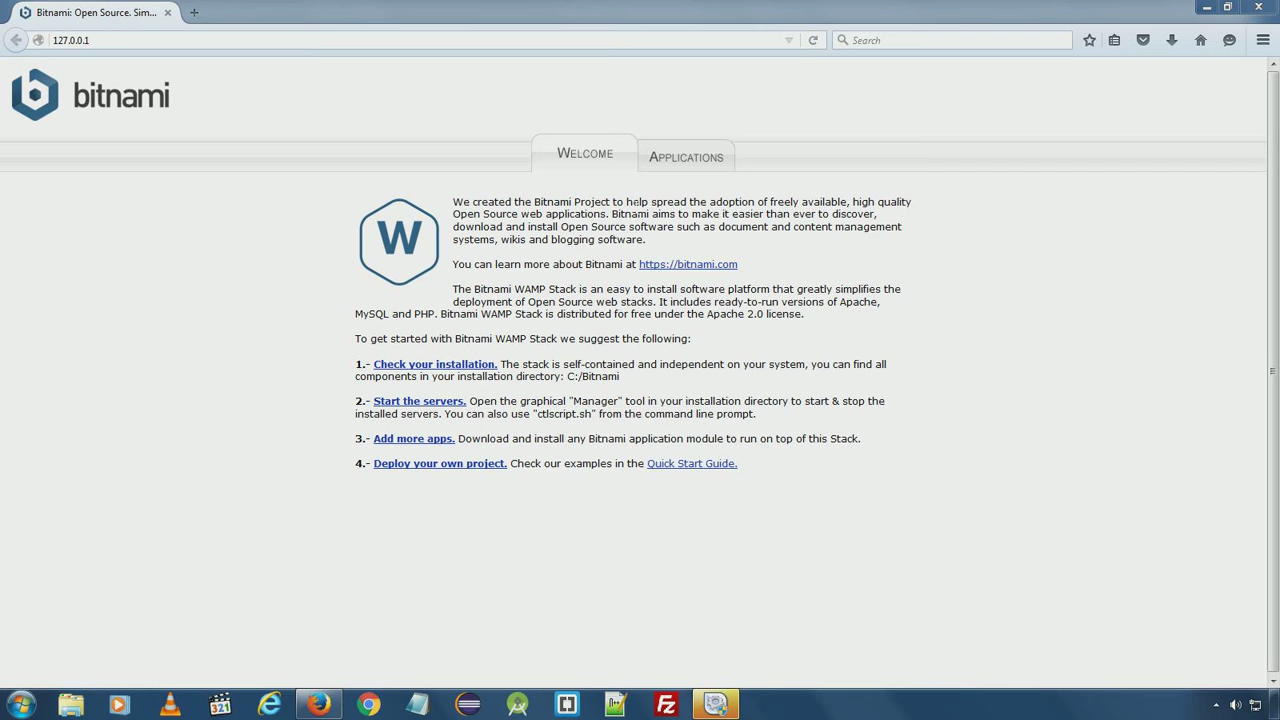 Bitnami: Open Source. Sim...
127.0.0.1
Search
bitnami
WELCOME
APPLICATIONS
W
We created the Bitnami Project to help spread the adoption of freely available, high quality
Open Source web applications. Bitnami aims to make it easier than ever to discover,
download and install Open Source software such as document and content management
systems, wikis and blogging software.
You can learn more about Bitnami at https://bitnami.com
The Bitnami WAMP Stack is an easy to install software platform that greatly simplifies the
deployment of Open Source web stacks. It includes ready-to-run versions of Apache,
MySQL and PHP. Bitnami WAMP Stack is distributed for free under the Apache 2.0 license.
To get started with Bitnami WAMP Stack we suggest the following:
1.- Check your installation. The stack is self-contained and independent on your system, you can find all
components in your installation directory: C:/Bitnami
2.- Start the servers. Open the graphical "Manager" tool in your installation directory to start & stop the
installed servers. You can also use "ctlscript.sh" from the command line prompt.
3.- Add more apps. Download and install any Bitnami application module to run on top of this Stack.
4.- Deploy your own project. Check our examples in the Quick Start Guide.
321
Fz